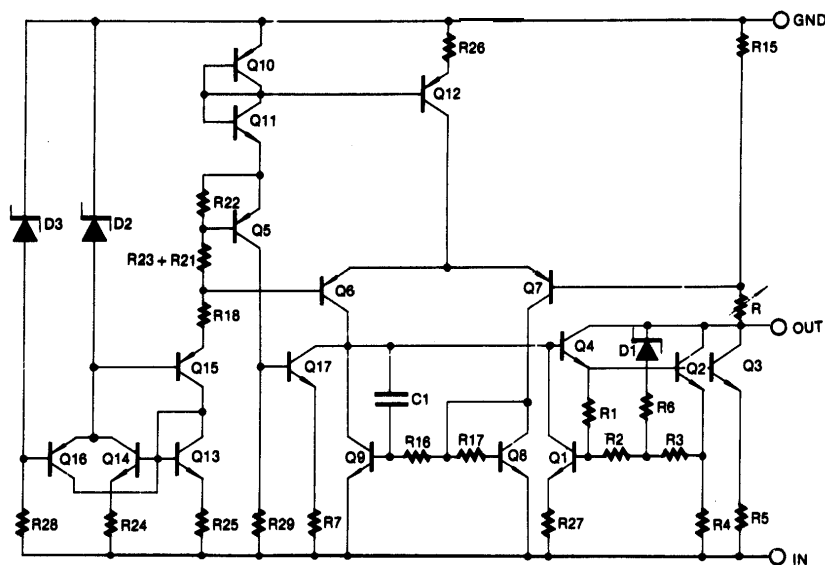 GND
R26
R15
Q10
Q12
Q11
R22
D3
D2
Q5
R23 + R21
Q6
Q7
R18
R
OUT
Q4
D1
Q15
Q17
Q2
Q3
C1
R1
R6
R16
R17
R2
R3
Q16
Q14
Q13
Q9
Q8
Q1
R28
R24
R25
R29
R7
R27
R4
R5
IN